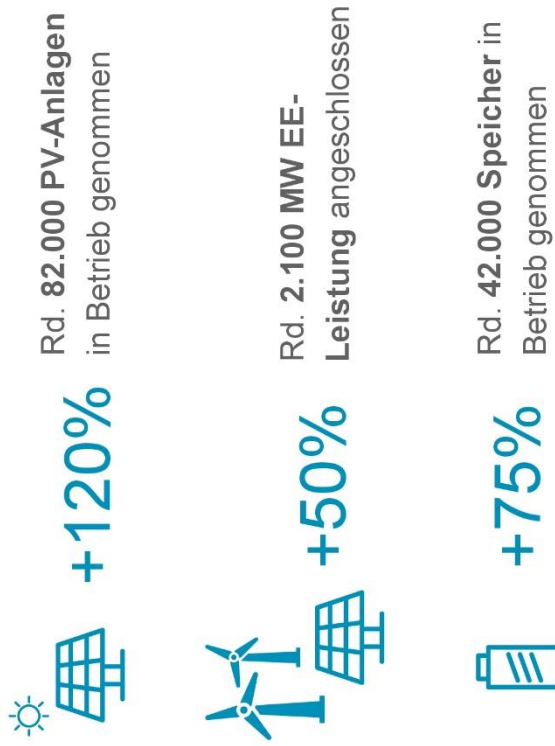 +120%
Rd. 82.000 PV-Anlagen
in Betrieb genommen
+50%
Rd. 2.100 MW EE-
Leistung angeschlossen
+75%
Rd. 42.000 Speicher in
Betrieb genommen